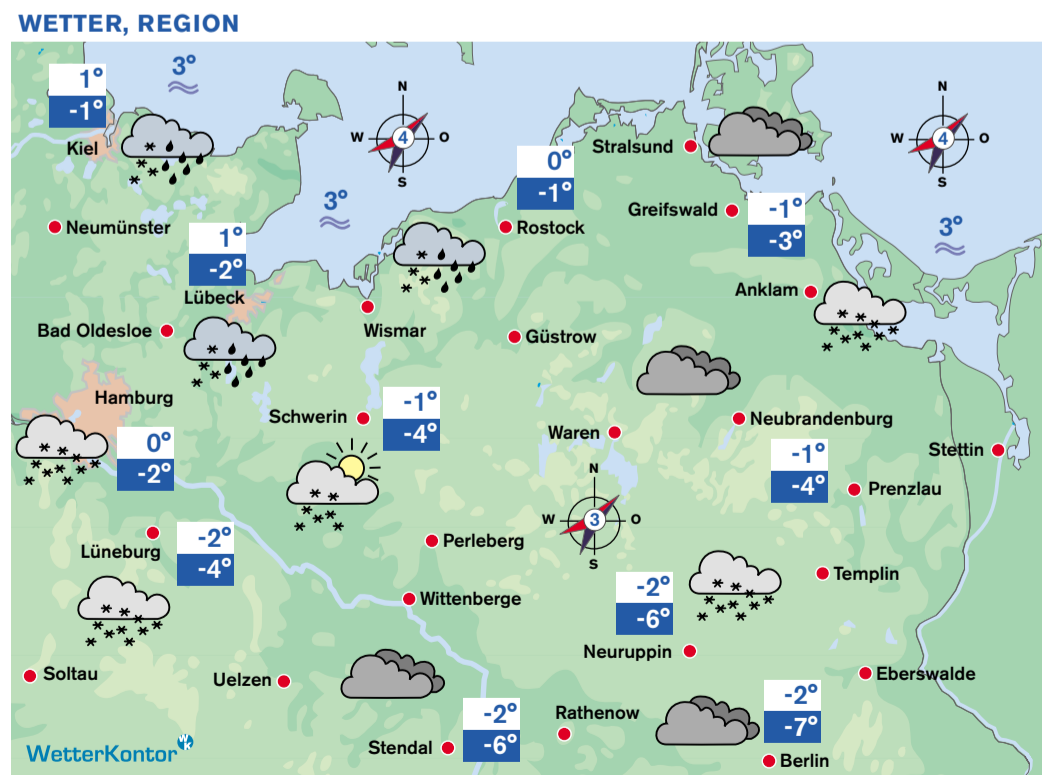 WETTER, REGION
3°
1°
-1°
Kiel
N
W
4
O
S
N
W
4
O
S
Stralsund
0°
-1°
Rostock
Greifswald
-1°
-3°
3°
3°
Neumünster
1°
-2°
Lübeck
Anklam
Bad Oldesloe
Wismar
Güstrow
Hamburg
0°
-2°
Schwerin
-1°
-4°
Waren
Neubrandenburg
-1°
-4°
Stettin
Prenzlau
N
W
3
O
S
Lüneburg
-2°
-4°
Perleberg
Wittenberge
Templin
-2°
-6°
Neuruppin
Soltau
Uelzen
Eberswalde
Stendal
-2°
-6°
Rathenow
-2°
-7°
Berlin
WetterKontor
wk